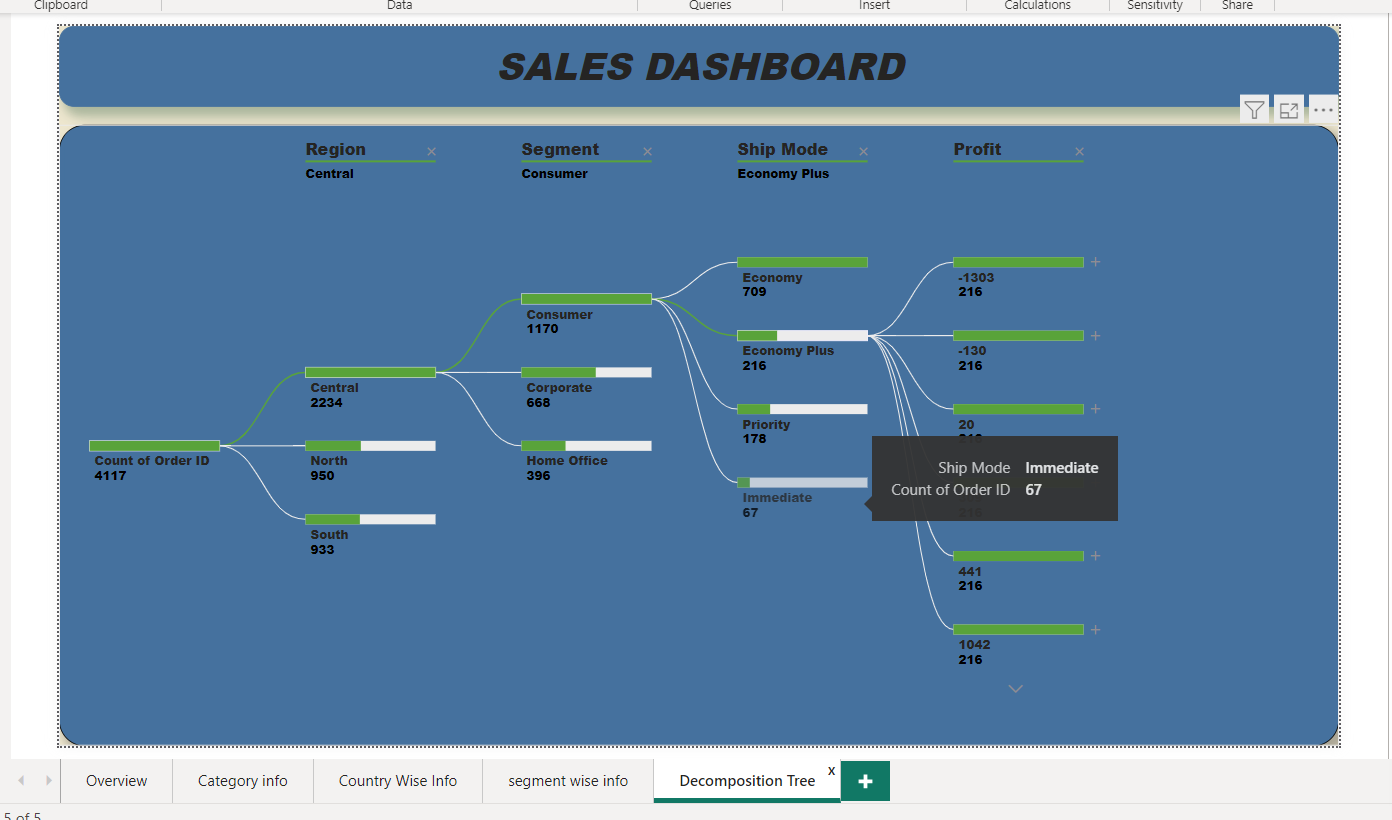 Clipboard
Data
Queries
Insert
Calculations
Sensitivity
Share
SALES DASHBOARD
Region
Segment
Ship Mode
Profit
Central
Consumer
Economy Plus
Count of Order ID
4117
Central
2234
North
950
South
933
Consumer
1170
Corporate
668
Home Office
396
Economy
709
Economy Plus
216
Priority
178
Immediate
67
-1303
216
-130
216
20
216
Ship Mode Immediate
Count of Order ID 67
216
441
216
1042
216
Overview
Category info
Country Wise Info
segment wise info
Decomposition Tree
x
+
5 of 5